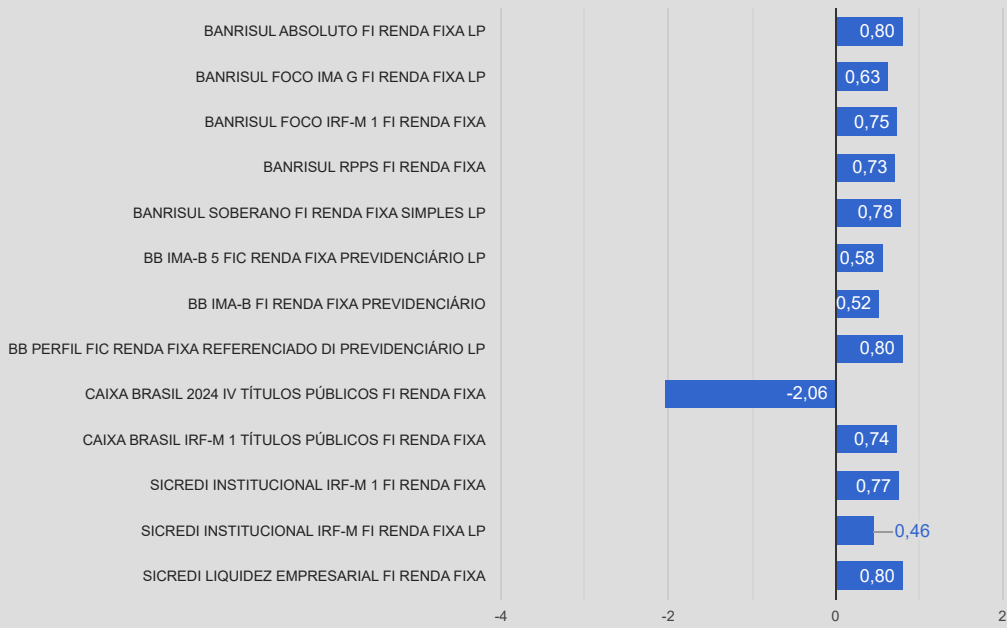 BANRISUL ABSOLUTO FI RENDA FIXA LP 0,80
BANRISUL FOCO IMA G FI RENDA FIXA LP 0,63
BANRISUL FOCO IRF-M 1 FI RENDA FIXA 0,75
BANRISUL RPPS FI RENDA FIXA 0,73
BANRISUL SOBERANO FI RENDA FIXA SIMPLES LP 0,78
BB IMA-B 5 FIC RENDA FIXA PREVIDENCIÁRIO LP 0,58
BB IMA-B FI RENDA FIXA PREVIDENCIÁRIO 0,52
BB PERFIL FIC RENDA FIXA REFERENCIADO DI PREVIDENCIÁRIO LP 0,80
CAIXA BRASIL 2024 IV TÍTULOS PÚBLICOS FI RENDA FIXA -2,06
CAIXA BRASIL IRF-M 1 TÍTULOS PÚBLICOS FI RENDA FIXA 0,74
SICREDI INSTITUCIONAL IRF-M 1 FI RENDA FIXA 0,77
SICREDI INSTITUCIONAL IRF-M FI RENDA FIXA LP 0,46
SICREDI LIQUIDEZ EMPRESARIAL FI RENDA FIXA 0,80
-4 -2 0 2